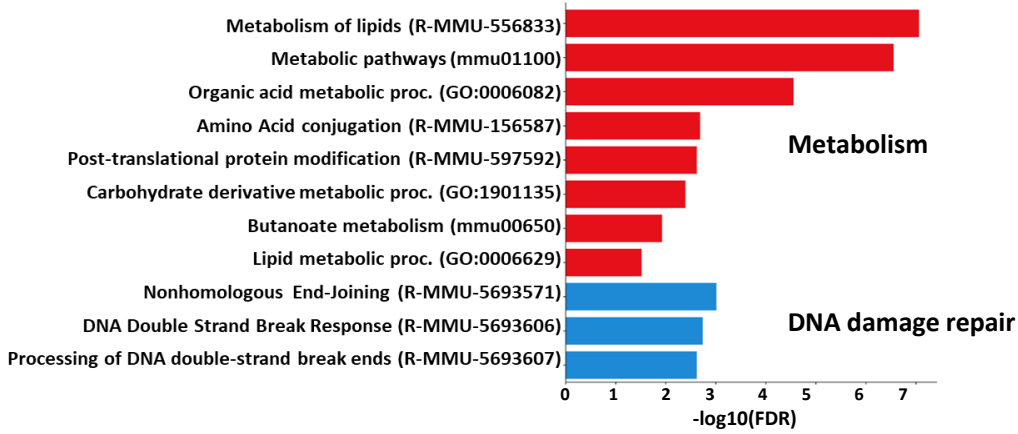 Metabolism of lipids (R-MMU-556833)
Metabolic pathways (mmu01100)
Organic acid metabolic proc. (GO:0006082)
Amino Acid conjugation (R-MMU-156587)
Metabolism
Post-translational protein modification (R-MMU-597592)
Carbohydrate derivative metabolic proc. (GO:1901135)
Butanoate metabolism (mmu00650)
Lipid metabolic proc. (GO:0006629)
Nonhomologous End-Joining (R-MMU-5693571)
DNA Double Strand Break Response (R-MMU-5693606)
DNA damage repair
Processing of DNA double-strand break ends (R-MMU-5693607)
0 1 2 3 4 5 6 7
-log10(FDR)